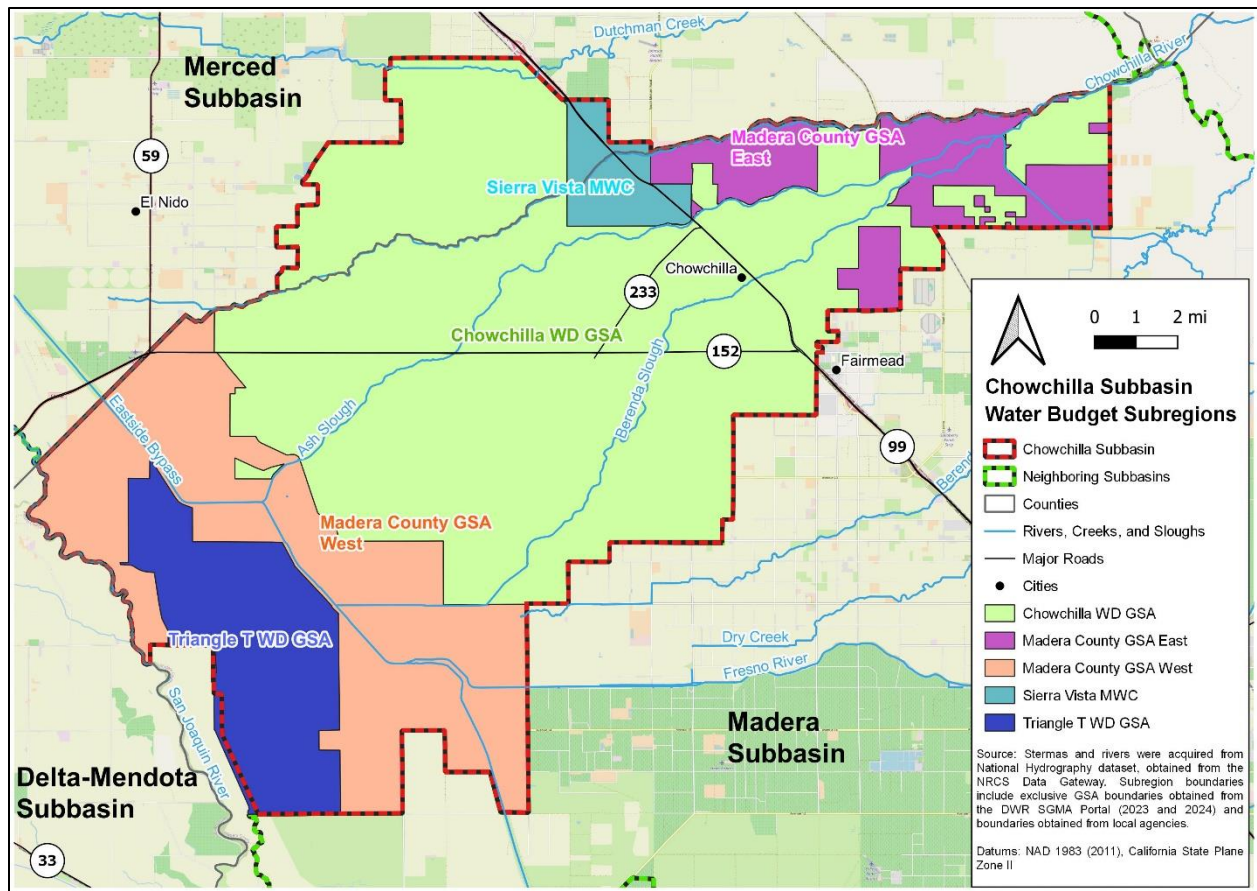 Dutchman Creek
Merced
Subbasin
Chowchilla River
Madera County GSA
East
59
Sierra Vista MWC
El Nido
Chowchilla
233
Chowchilla WD GSA
152
Fairmead
Eastside Bypass
Ash Slough
Berenda Slough
99
Berenda
Madera County GSA
West
Triangle T WD GSA
Dry Creek
Fresno River
San Joaquin River
Madera
Subbasin
Delta-Mendota
Subbasin
33
0 1 2 mi
Chowchilla Subbasin
Water Budget Subregions
Chowchilla Subbasin
Neighboring Subbasins
Counties
Rivers, Creeks, and Sloughs
Major Roads
Cities
Chowchilla WD GSA
Madera County GSA East
Madera County GSA West
Sierra Vista MWC
Triangle T WD GSA
Source: Stermas and rivers were acquired from
National Hydrography dataset, obtained from the
NRCS Data Gateway. Subregion boundaries
include exclusive GSA boundaries obtained from
the DWR SGMA Portal (2023 and 2024) and
boundaries obtained from local agencies.
Datums: NAD 1983 (2011), California State Plane
Zone II